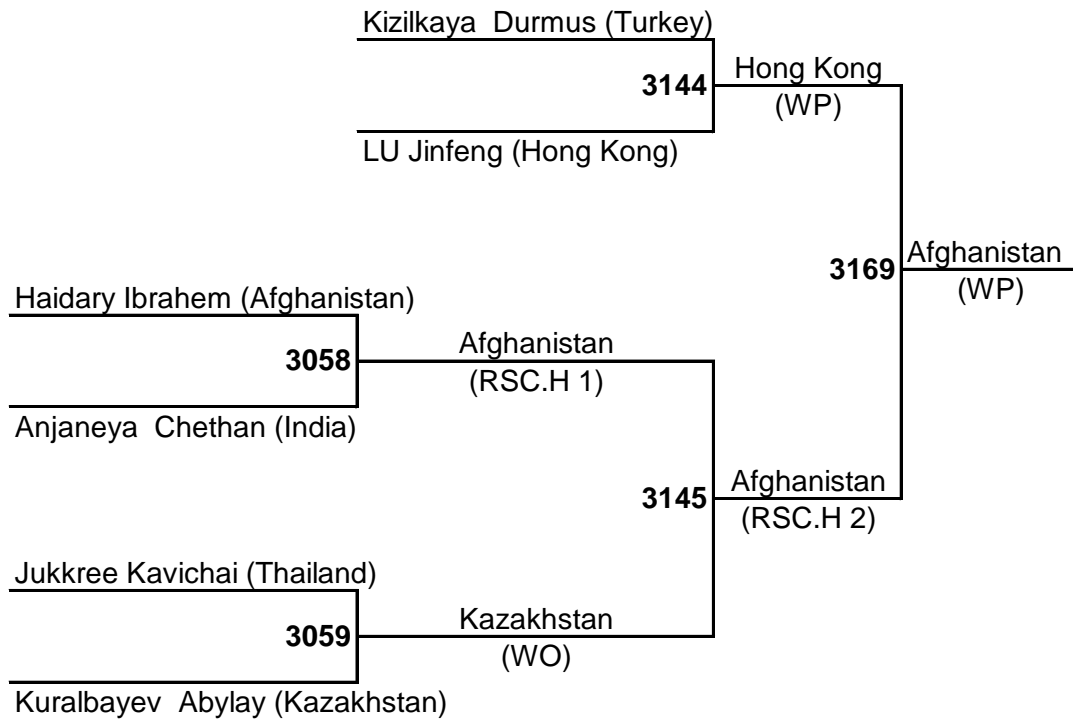 Kizilkaya  Durmus (Turkey)
3144
Hong Kong
(WP)
LU Jinfeng (Hong Kong)
3169
Afghanistan
(WP)
Haidary Ibrahem (Afghanistan)
3058
Afghanistan
(RSC.H 1)
Anjaneya  Chethan (India)
3145
Afghanistan
(RSC.H 2)
Jukkree Kavichai (Thailand)
3059
Kazakhstan
(WO)
Kuralbayev  Abylay (Kazakhstan)